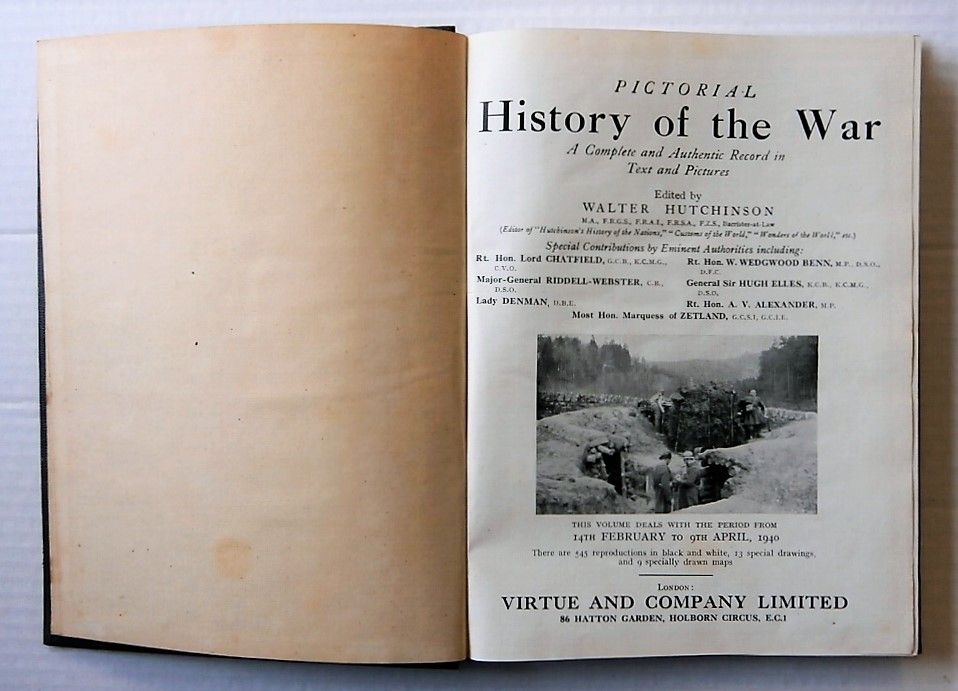 PICTORIAL
History of the War
A Complete and Authentic Record in
Text and Pictures
Edited by
WALTER HUTCHINSON
M.A., F.R.G.S., F.R.A.I., F.R.S.A., F.Z.S., Barrister-at-Law
(Editor of "Hutchinson's History of the Nations," "Customs of the World," "Wonders of the World," etc.)
Special Contributions by Eminent Authorities including:
Rt. Hon. Lord CHATFIELD, G.C.B., K.C.M.G.,
C.V.O.
Major-General RIDDELL-WEBSTER, C.B.,
D.S.O.
Lady DENMAN, D.B.E.
Rt. Hon. W. WEDGWOOD BENN, M.P., D.S.O.,
D.F.C.
General Sir HUGH ELLES, K.C.B., K.C.M.G.,
D.S.O.
Rt. Hon. A. V. ALEXANDER, M.P.
Most Hon. Marquess of ZETLAND, G.C.S.I, G.C.I.E.
THIS VOLUME DEALS WITH THE PERIOD FROM
14TH FEBRUARY TO 9TH APRIL, 1940
There are 545 reproductions in black and white, 13 special drawings,
and 9 specially drawn maps
LONDON:
VIRTUE AND COMPANY LIMITED
86 HATTON GARDEN, HOLBORN CIRCUS, E.C.1